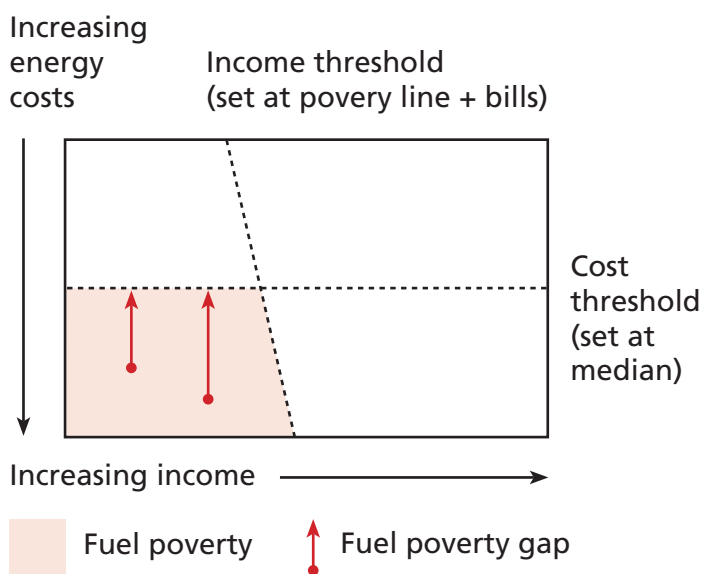 Increasing
energy
costs
Income threshold
(set at povery line + bills)
Cost
threshold
(set at
median)
Increasing income
Fuel poverty
Fuel poverty gap